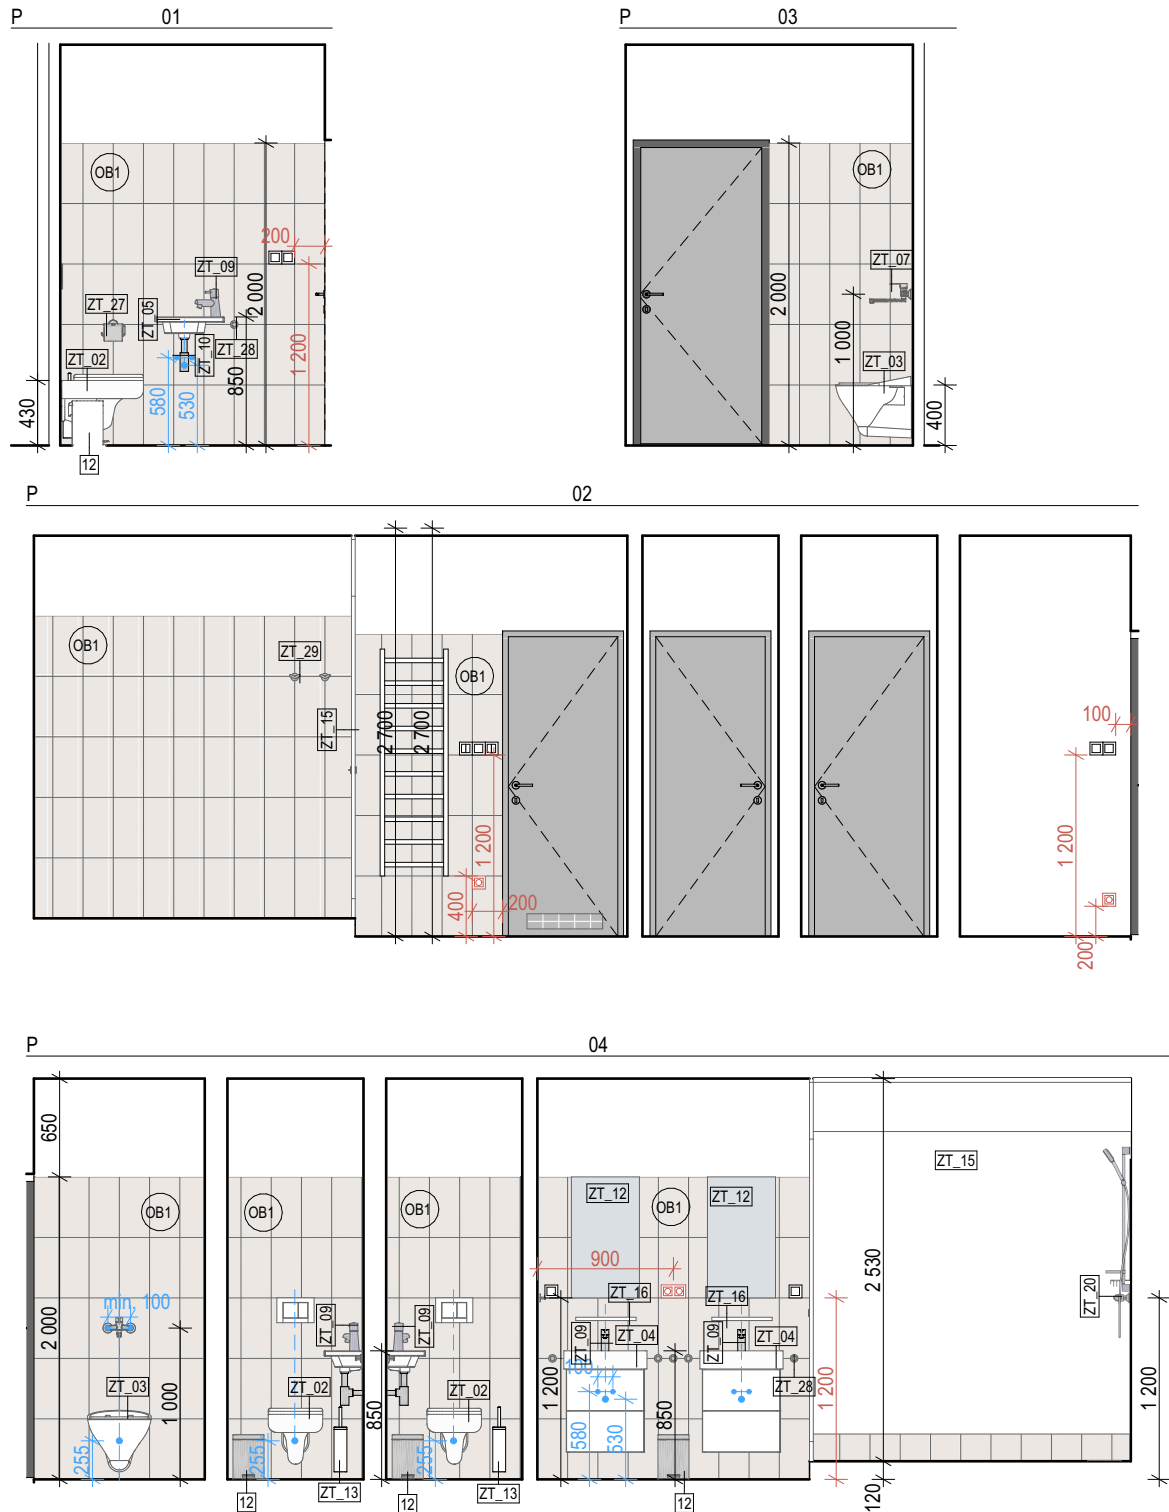 P 01
P 03
OB1
OB1
200
ZT_09
ZT_07
ZT_27
ZT_05
2 000
2 000
ZT_02
ZT_10
ZT_28
1 200
1 000
ZT_03
430
580
530
850
400
12
P 02
OB1
ZT_29
OB1
ZT_15
2 700
2 700
100
1 200
1 200
400
200
200
P 04
650
ZT_15
OB1
OB1
OB1
ZT_12
OB1
ZT_12
900
2 530
min, 100
ZT_16
ZT_16
ZT_20
2 000
ZT_09
ZT_09
ZT_09
ZT_04
ZT_09
ZT_04
ZT_03
1 000
ZT_02
ZT_02
ZT_28
1 200
1 200
1 200
850
850
255
255
255
580
530
12
ZT_13
12
ZT_13
12
120